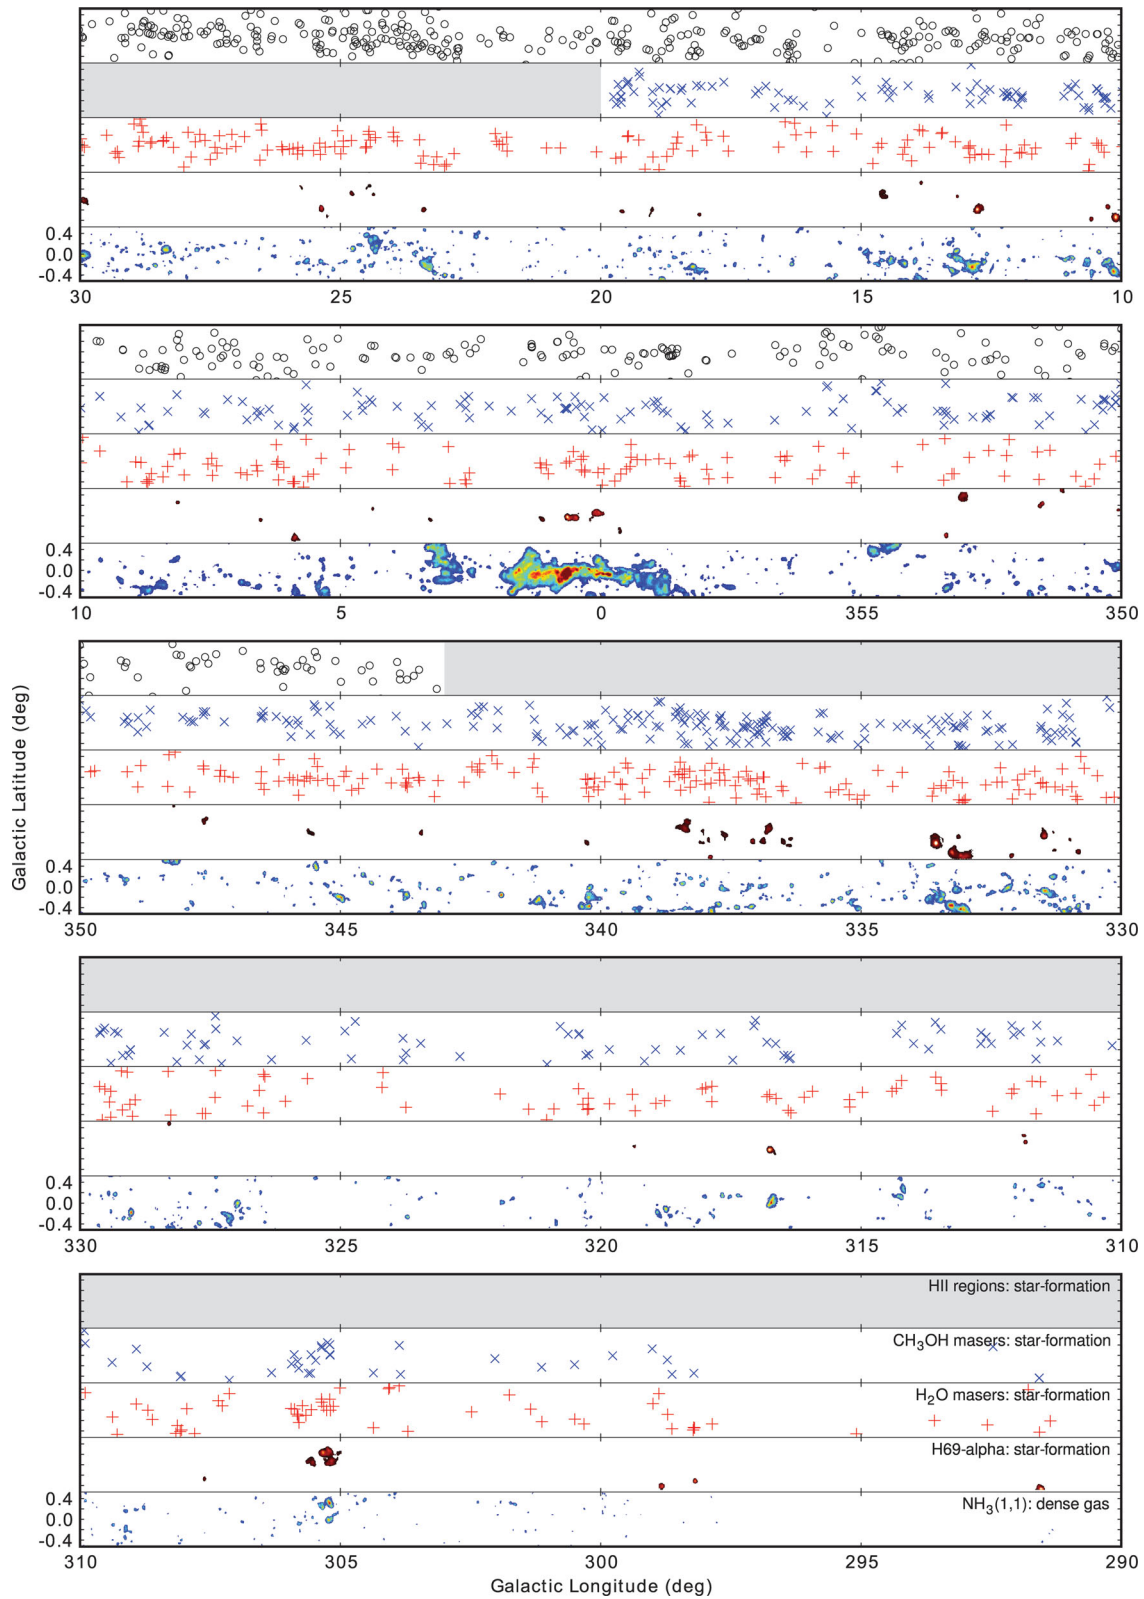 0.4
0.0
-0.4
30 25 20 15 10
0.4
0.0
-0.4
10 5 0 355 350
0.4
0.0
-0.4
350 345 340 335 330
Galactic Latitude (deg)
0.4
0.0
-0.4
330 325 320 315 310
HII regions: star-formation
CH₃OH masers: star-formation
H₂O masers: star-formation
H69-alpha: star-formation
NH₃(1,1): dense gas
0.4
0.0
-0.4
310 305 300 295 290
Galactic Longitude (deg)